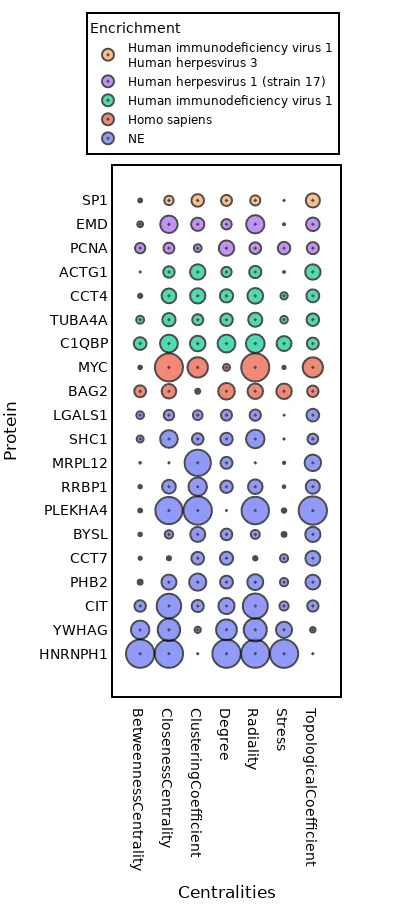 Encrichment
Human immunodeficiency virus 1
Human herpesvirus 3
Human herpesvirus 1 (strain 17)
Human immunodeficiency virus 1
Homo sapiens
NE
Protein
SP1
EMD
PCNA
ACTG1
CCT4
TUBA4A
C1QBP
MYC
BAG2
LGALS1
SHC1
MRPL12
RRBP1
PLEKHA4
BYSL
CCT7
PHB2
CIT
YWHAG
HNRNPH1
BetweennessCentrality
ClosenessCentrality
ClusteringCoefficient
Degree
Radiality
Stress
TopologicalCoefficient
Centralities